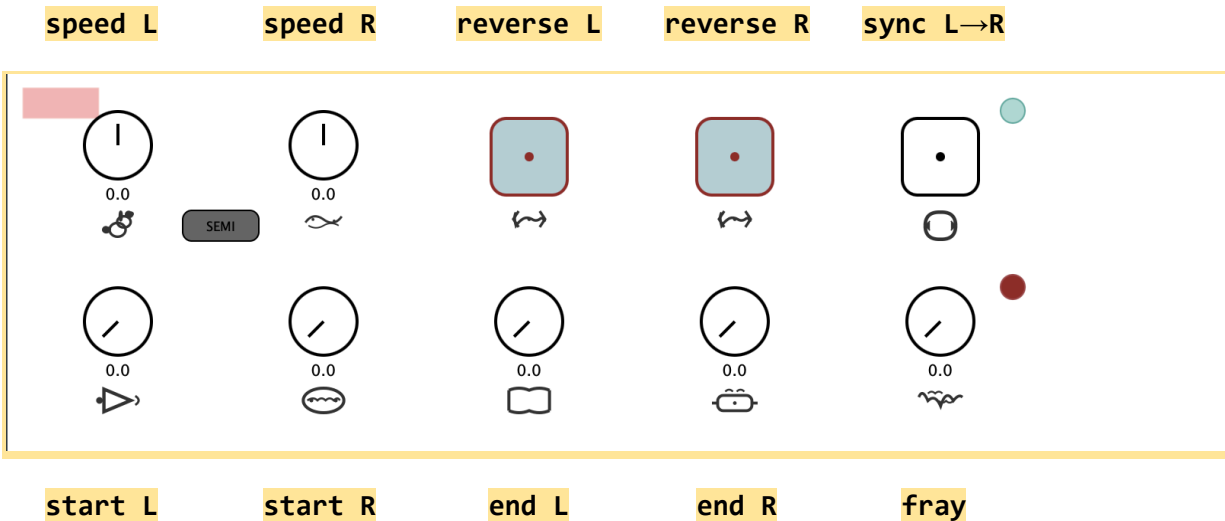 speed L speed R reverse L reverse R sync L→R
0.0 0.0
SEMI
0.0 0.0 0.0 0.0 0.0
start L start R end L end R fray